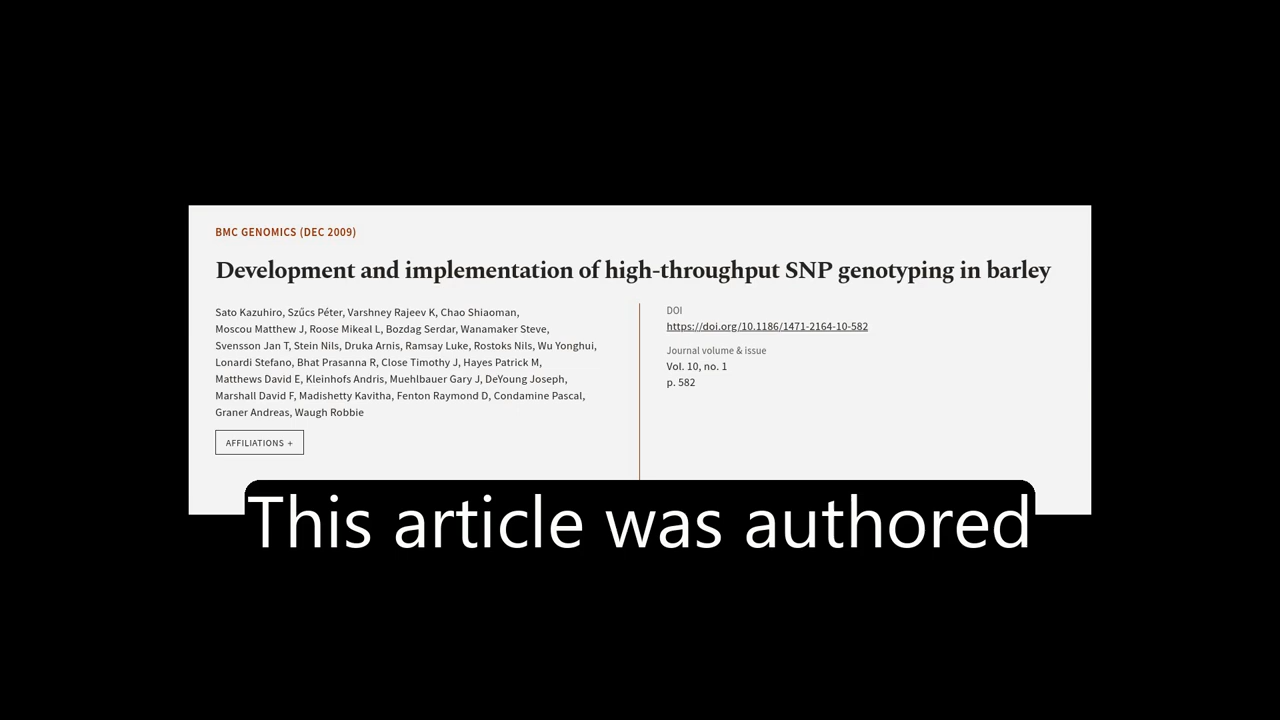 BMC GENOMICS (DEC 2009)
Development and implementation of high-throughput SNP genotyping in barley
Sato Kazuhiro, Szűcs Péter, Varshney Rajeev K, Chao Shiaoman,
Moscou Matthew J, Roose Mikeal L, Bozdag Serdar, Wanamaker Steve,
Svensson Jan T, Stein Nils, Druka Arnis, Ramsay Luke, Rostoks Nils, Wu Yonghui,
Lonardi Stefano, Bhat Prasanna R, Close Timothy J, Hayes Patrick M,
Matthews David E, Kleinhofs Andris, Muehlbauer Gary J, DeYoung Joseph,
Marshall David F, Madishetty Kavitha, Fenton Raymond D, Condamine Pascal,
Graner Andreas, Waugh Robbie
AFFILIATIONS +
DOI
https://doi.org/10.1186/1471-2164-10-582
Journal volume & issue
Vol. 10, no. 1
p. 582
This article was authored